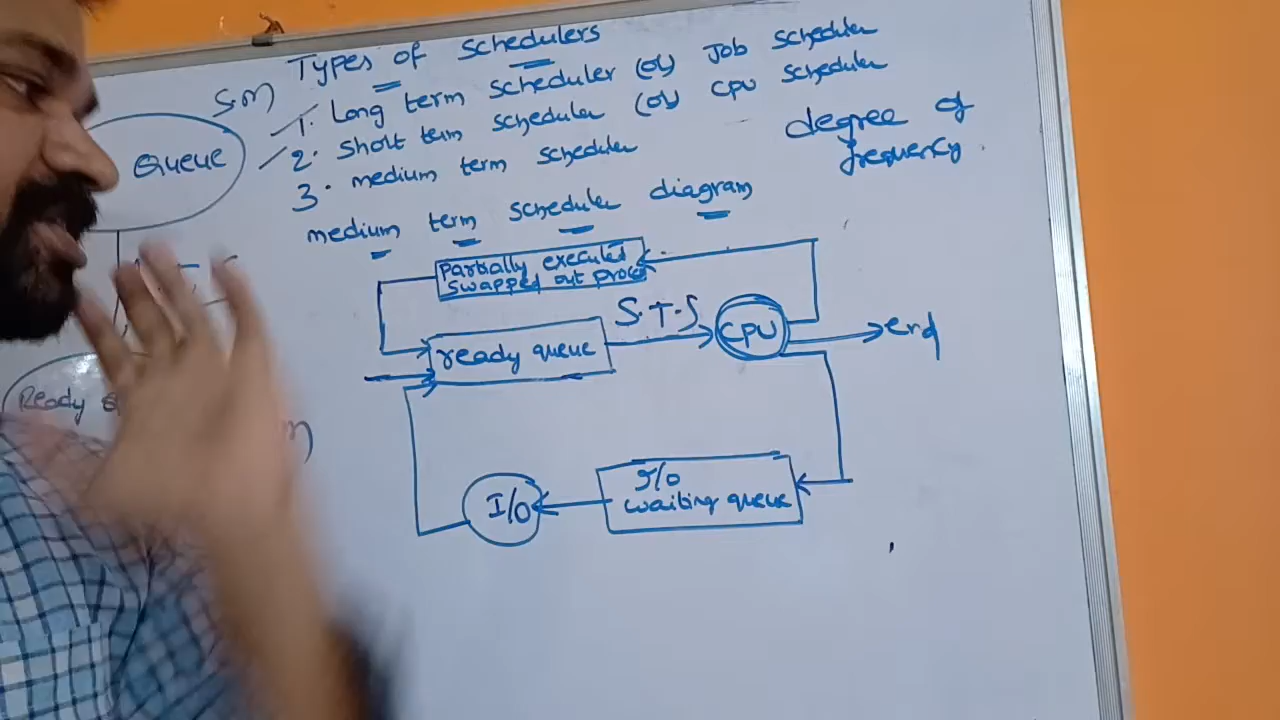 Types of schedulers
S.M
1. Long term scheduler (or) Job scheduler
2. short term scheduler (or) CPU scheduler
3. medium term scheduler
degree of
frequency.
Queue
medium term scheduler diagram
partially executed
swapped out proce
S.T.S
CPU
end
ready queue
Ready
I/O
waiting queue
I/O